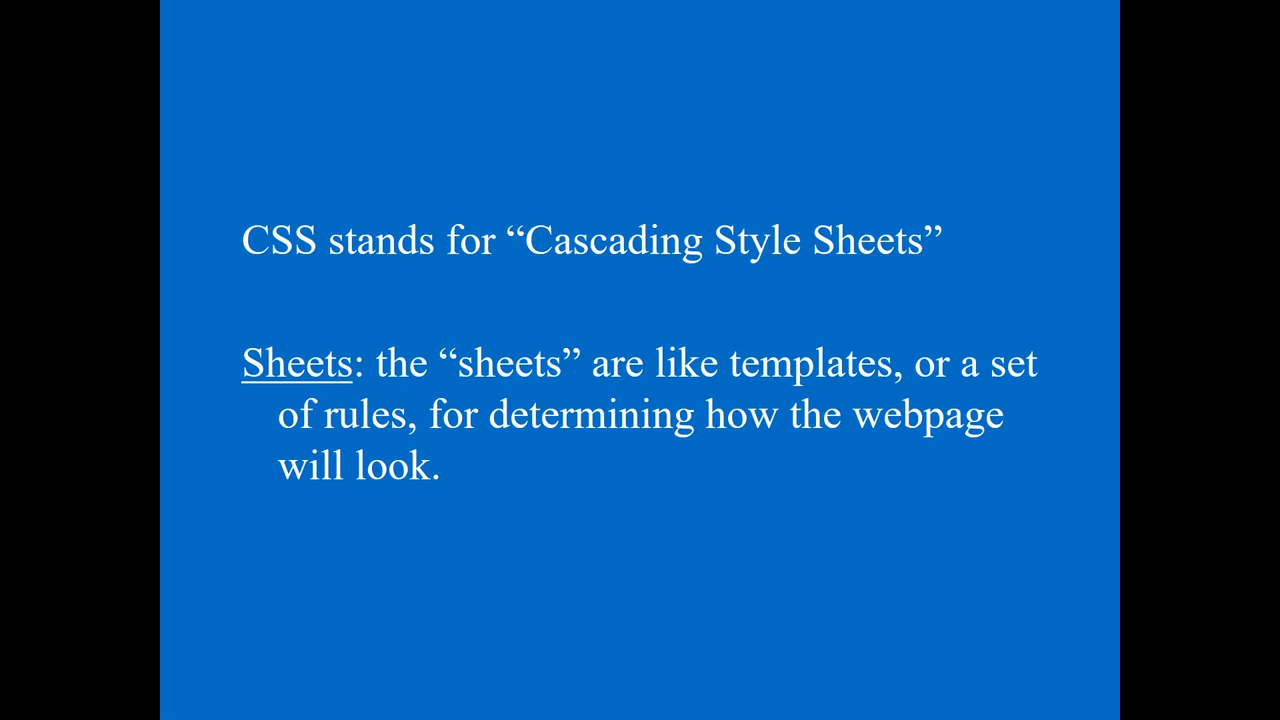 CSS stands for “Cascading Style Sheets”
Sheets: the “sheets” are like templates, or a set
of rules, for determining how the webpage
will look.